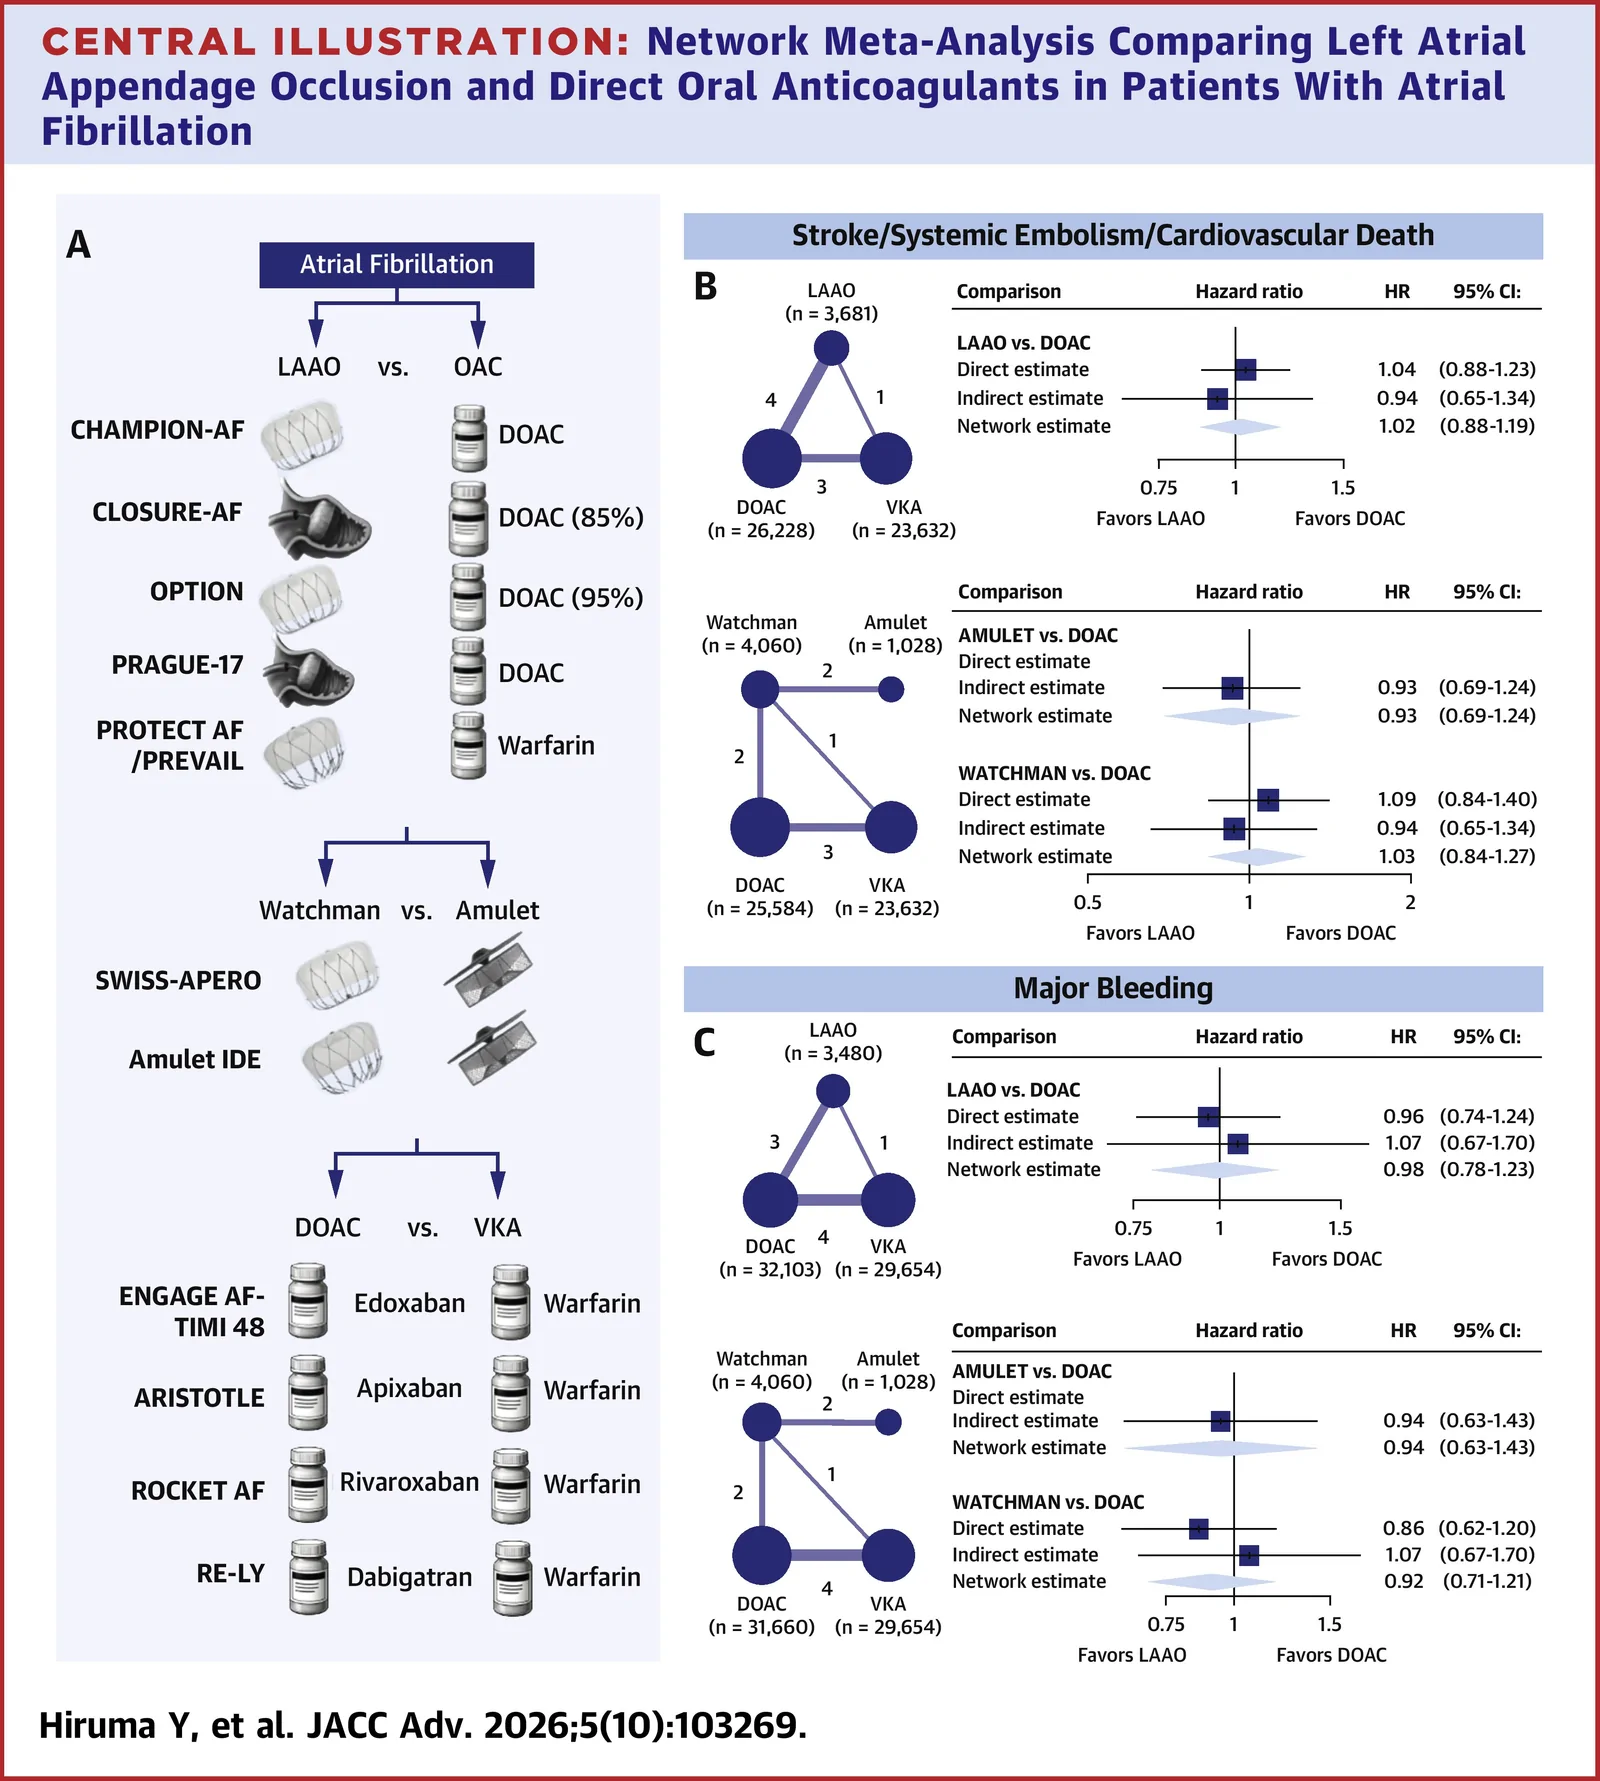 CENTRAL ILLUSTRATION: Network Meta-Analysis Comparing Left Atrial
Appendage Occlusion and Direct Oral Anticoagulants in Patients With Atrial
Fibrillation
A
Atrial Fibrillation
LAAO vs. OAC
CHAMPION-AF DOAC
CLOSURE-AF DOAC (85%)
OPTION DOAC (95%)
PRAGUE-17 DOAC
PROTECT AF
/PREVAIL Warfarin
Watchman vs. Amulet
SWISS-APERO
Amulet IDE
DOAC vs. VKA
ENGAGE AF-
TIMI 48 Edoxaban Warfarin
ARISTOTLE Apixaban Warfarin
ROCKET AF Rivaroxaban Warfarin
RE-LY Dabigatran Warfarin
Stroke/Systemic Embolism/Cardiovascular Death
B
LAAO
(n = 3,681)
4
1
3
DOAC
(n = 26,228)
VKA
(n = 23,632)
Comparison Hazard ratio HR 95% CI:
LAAO vs. DOAC
Direct estimate 1.04 (0.88-1.23)
Indirect estimate 0.94 (0.65-1.34)
Network estimate 1.02 (0.88-1.19)
0.75 1 1.5
Favors LAAO Favors DOAC
Watchman
(n = 4,060)
Amulet
(n = 1,028)
2
2
1
3
DOAC
(n = 25,584)
VKA
(n = 23,632)
Comparison Hazard ratio HR 95% CI:
AMULET vs. DOAC
Direct estimate
Indirect estimate 0.93 (0.69-1.24)
Network estimate 0.93 (0.69-1.24)
WATCHMAN vs. DOAC
Direct estimate 1.09 (0.84-1.40)
Indirect estimate 0.94 (0.65-1.34)
Network estimate 1.03 (0.84-1.27)
0.5 1 2
Favors LAAO Favors DOAC
Major Bleeding
C
LAAO
(n = 3,480)
3
1
4
DOAC
(n = 32,103)
VKA
(n = 29,654)
Comparison Hazard ratio HR 95% CI:
LAAO vs. DOAC
Direct estimate 0.96 (0.74-1.24)
Indirect estimate 1.07 (0.67-1.70)
Network estimate 0.98 (0.78-1.23)
0.75 1 1.5
Favors LAAO Favors DOAC
Watchman
(n = 4,060)
Amulet
(n = 1,028)
2
2
1
4
DOAC
(n = 31,660)
VKA
(n = 29,654)
Comparison Hazard ratio HR 95% CI:
AMULET vs. DOAC
Direct estimate
Indirect estimate 0.94 (0.63-1.43)
Network estimate 0.94 (0.63-1.43)
WATCHMAN vs. DOAC
Direct estimate 0.86 (0.62-1.20)
Indirect estimate 1.07 (0.67-1.70)
Network estimate 0.92 (0.71-1.21)
0.75 1 1.5
Favors LAAO Favors DOAC
Hiruma Y, et al. JACC Adv. 2026;5(10):103269.